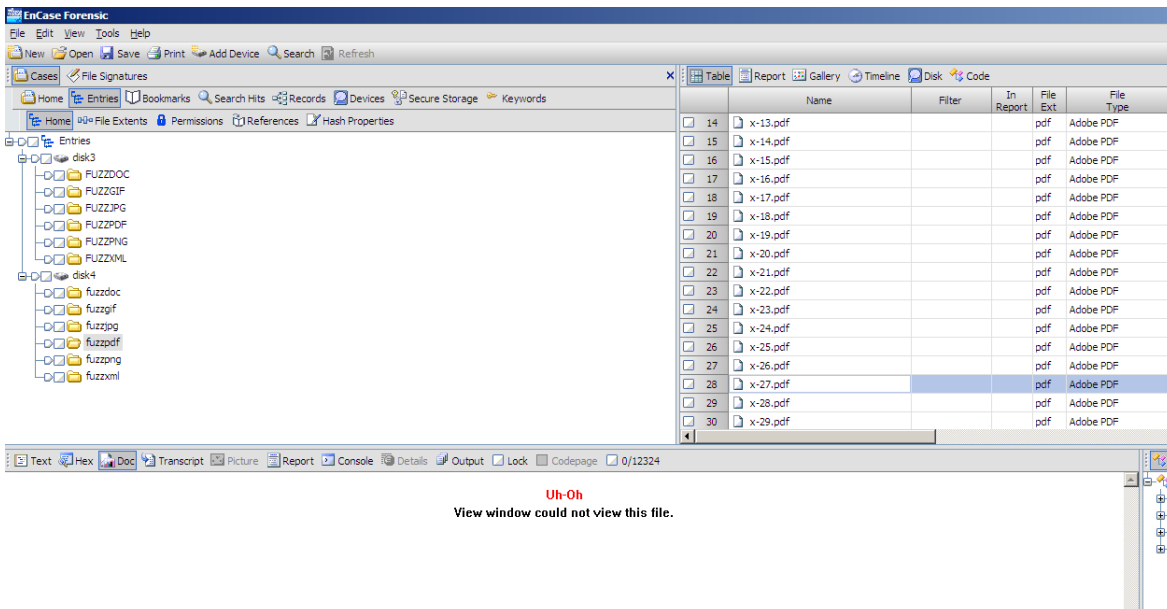 EnCase Forensic
File Edit View Tools Help
New Open Save Print Add Device Search Refresh
Cases File Signatures
Home Entries Bookmarks Search Hits Records Devices Secure Storage Keywords
Home File Extents Permissions References Hash Properties
Entries
disk3
FUZZDOC
FUZZGIF
FUZZJPG
FUZZPDF
FUZZPNG
FUZZXML
disk4
fuzzdoc
fuzzgif
fuzzjpg
fuzzpdf
fuzzpng
fuzzxml
Table Report Gallery Timeline Disk Code
Name Filter In Report File Ext File Type
14 x-13.pdf pdf Adobe PDF
15 x-14.pdf pdf Adobe PDF
16 x-15.pdf pdf Adobe PDF
17 x-16.pdf pdf Adobe PDF
18 x-17.pdf pdf Adobe PDF
19 x-18.pdf pdf Adobe PDF
20 x-19.pdf pdf Adobe PDF
21 x-20.pdf pdf Adobe PDF
22 x-21.pdf pdf Adobe PDF
23 x-22.pdf pdf Adobe PDF
24 x-23.pdf pdf Adobe PDF
25 x-24.pdf pdf Adobe PDF
26 x-25.pdf pdf Adobe PDF
27 x-26.pdf pdf Adobe PDF
28 x-27.pdf pdf Adobe PDF
29 x-28.pdf pdf Adobe PDF
30 x-29.pdf pdf Adobe PDF
Text Hex Doc Transcript Picture Report Console Details Output Lock Codepage 0/12324
Uh-Oh
View window could not view this file.